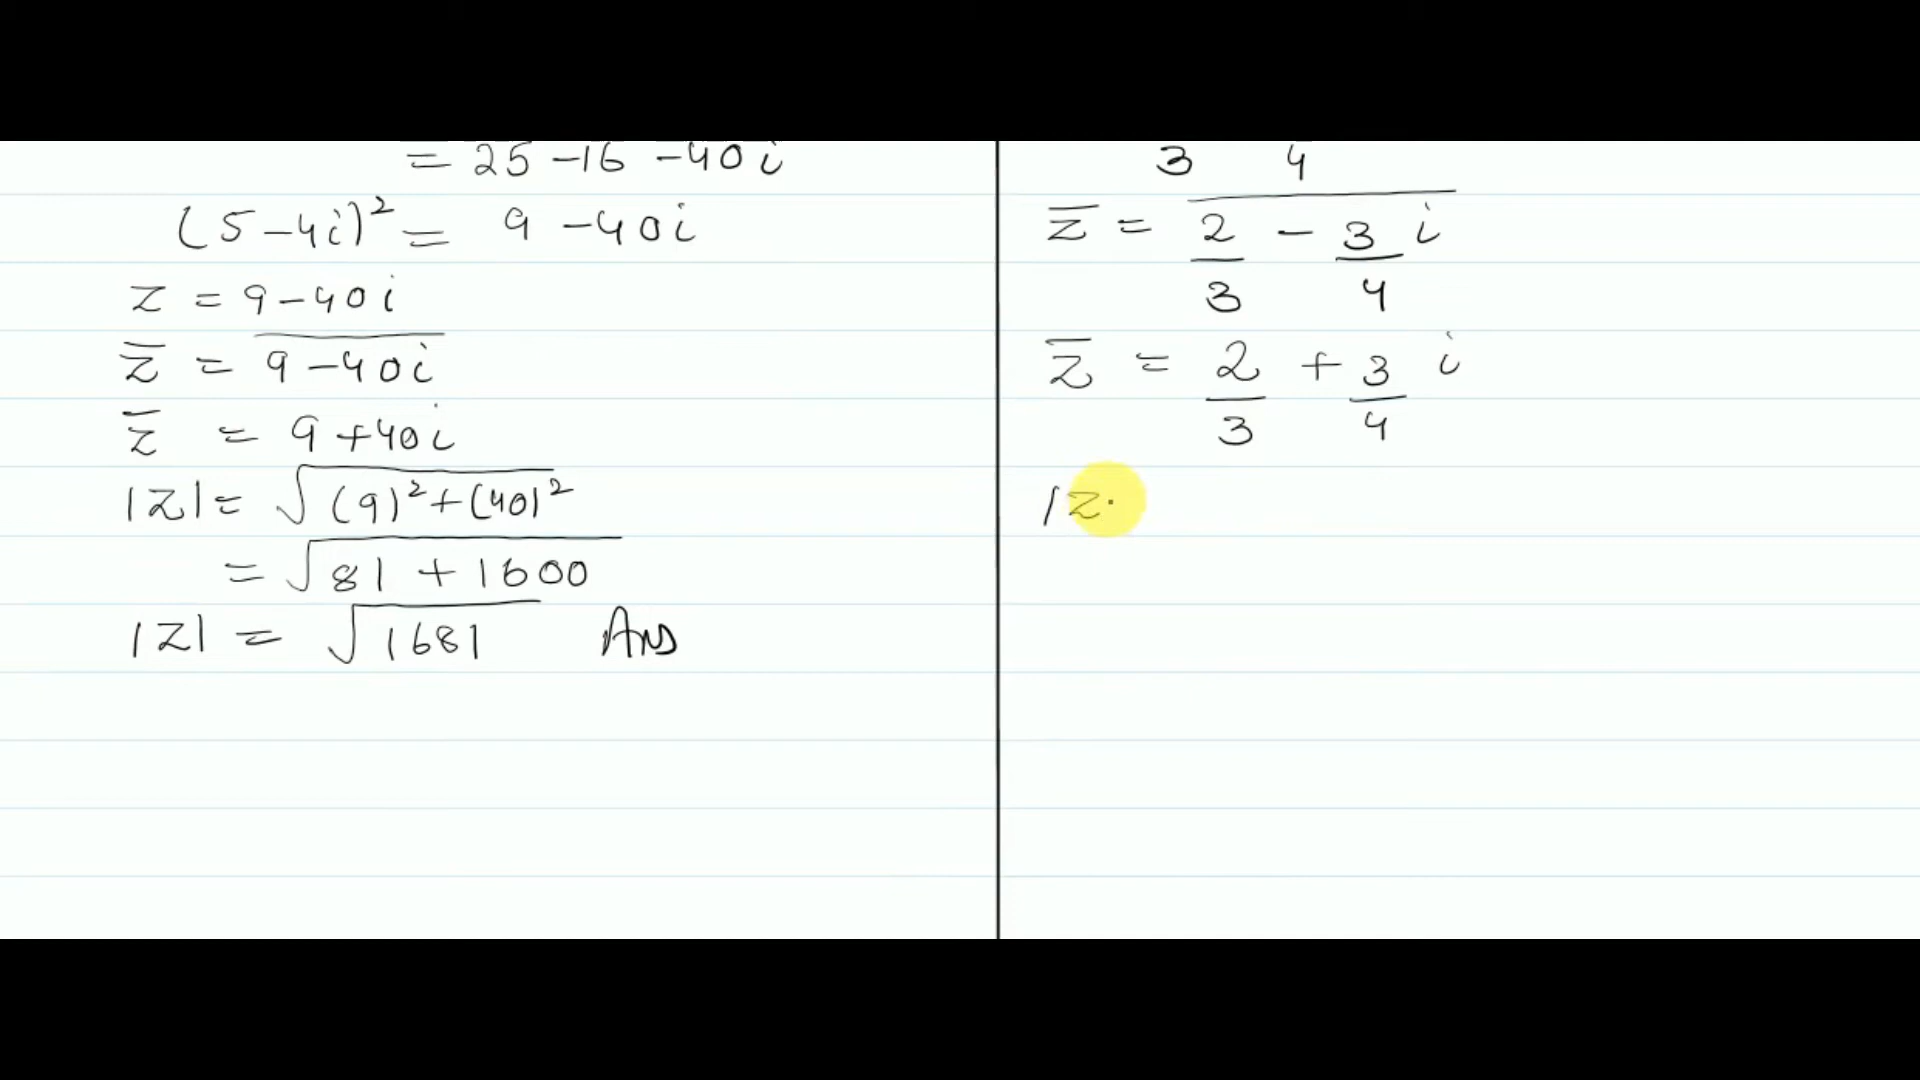 = 25 -16 -40i
(5-4i)² = 9 -40i
z = 9-40i
z̅ = 9-40i
z̅ = 9+40i
|z| = √(9)²+(40)²
= √81 + 1600
|z| = √1681 Ans
3 4
z̅ = 2/3 - 3/4 i
z̅ = 2/3 + 3/4 i
|z